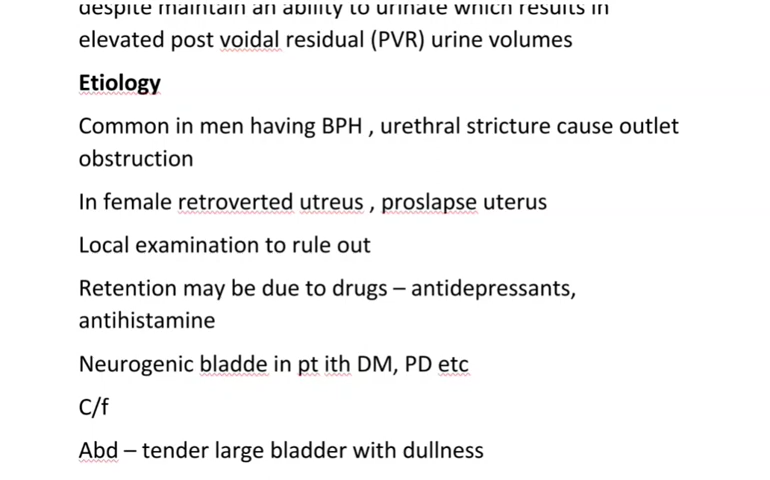 despite maintain an ability to urinate which results in
elevated post voidal residual (PVR) urine volumes
Etiology
Common in men having BPH , urethral stricture cause outlet
obstruction
In female retroverted utreus , proslapse uterus
Local examination to rule out
Retention may be due to drugs – antidepressants,
antihistamine
Neurogenic bladde in pt ith DM, PD etc
C/f
Abd – tender large bladder with dullness